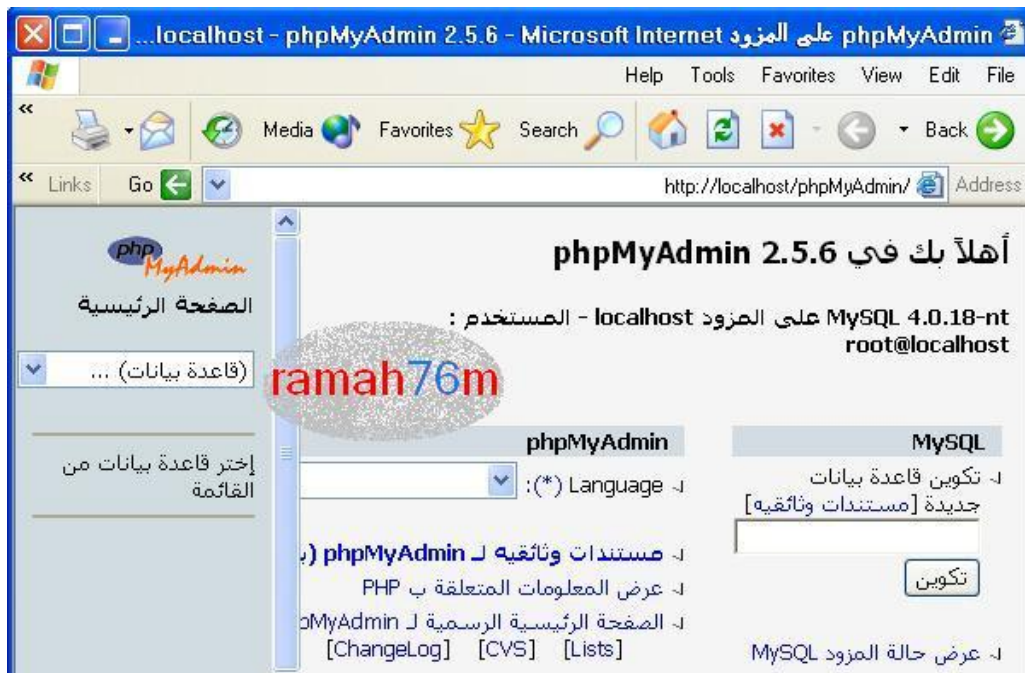 phpMyAdmin على المزود localhost - phpMyAdmin 2.5.6 - Microsoft Internet...
File Edit View Favorites Tools Help
Back Search Favorites Media
Address http://localhost/phpMyAdmin/ Go Links
php
MyAdmin
الصفحة الرئيسية
(قاعدة بيانات) ...
إختر قاعدة بيانات من
القائمة
أهلاً بك في phpMyAdmin 2.5.6
MySQL 4.0.18-nt على المزود localhost - المستخدم :
root@localhost
ramah76m
MySQL
تكوين قاعدة بيانات
جديدة [مستندات وثائقيه]
تكوين
عرض حالة المزود MySQL
phpMyAdmin
Language (*):
مستندات وثائقيه لـ phpMyAdmin
عرض المعلومات المتعلقة ب PHP
الصفحة الرئيسية الرسمية لـ pMyAdmin
[ChangeLog] [CVS] [Lists]